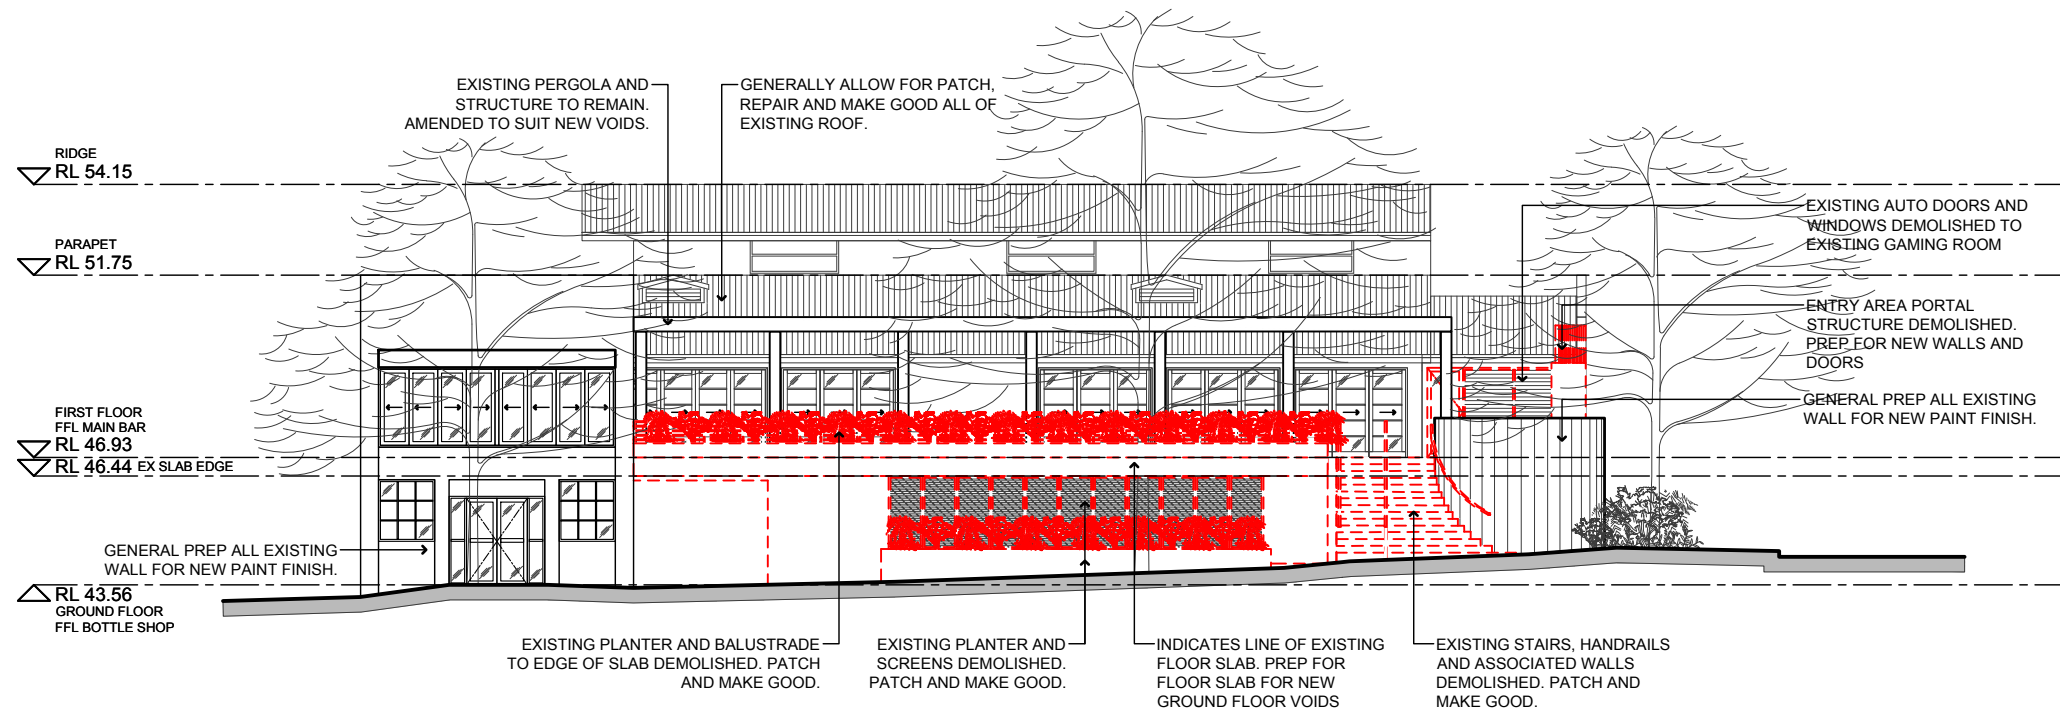 EXISTING PERGOLA AND
STRUCTURE TO REMAIN.
AMENDED TO SUIT NEW VOIDS.
GENERALLY ALLOW FOR PATCH,
REPAIR AND MAKE GOOD ALL OF
EXISTING ROOF.
RIDGE
RL 54.15
PARAPET
RL 51.75
FIRST FLOOR
FFL MAIN BAR
RL 46.93
RL 46.44 EX SLAB EDGE
EXISTING AUTO DOORS AND
WINDOWS DEMOLISHED TO
EXISTING GAMING ROOM
ENTRY AREA PORTAL
STRUCTURE DEMOLISHED.
PREP FOR NEW WALLS AND
DOORS
GENERAL PREP ALL EXISTING
WALL FOR NEW PAINT FINISH.
GENERAL PREP ALL EXISTING
WALL FOR NEW PAINT FINISH.
RL 43.56
GROUND FLOOR
FFL BOTTLE SHOP
EXISTING PLANTER AND BALUSTRADE
TO EDGE OF SLAB DEMOLISHED. PATCH
AND MAKE GOOD.
EXISTING PLANTER AND
SCREENS DEMOLISHED.
PATCH AND MAKE GOOD.
INDICATES LINE OF EXISTING
FLOOR SLAB. PREP FOR
FLOOR SLAB FOR NEW
GROUND FLOOR VOIDS
EXISTING STAIRS, HANDRAILS
AND ASSOCIATED WALLS
DEMOLISHED. PATCH AND
MAKE GOOD.